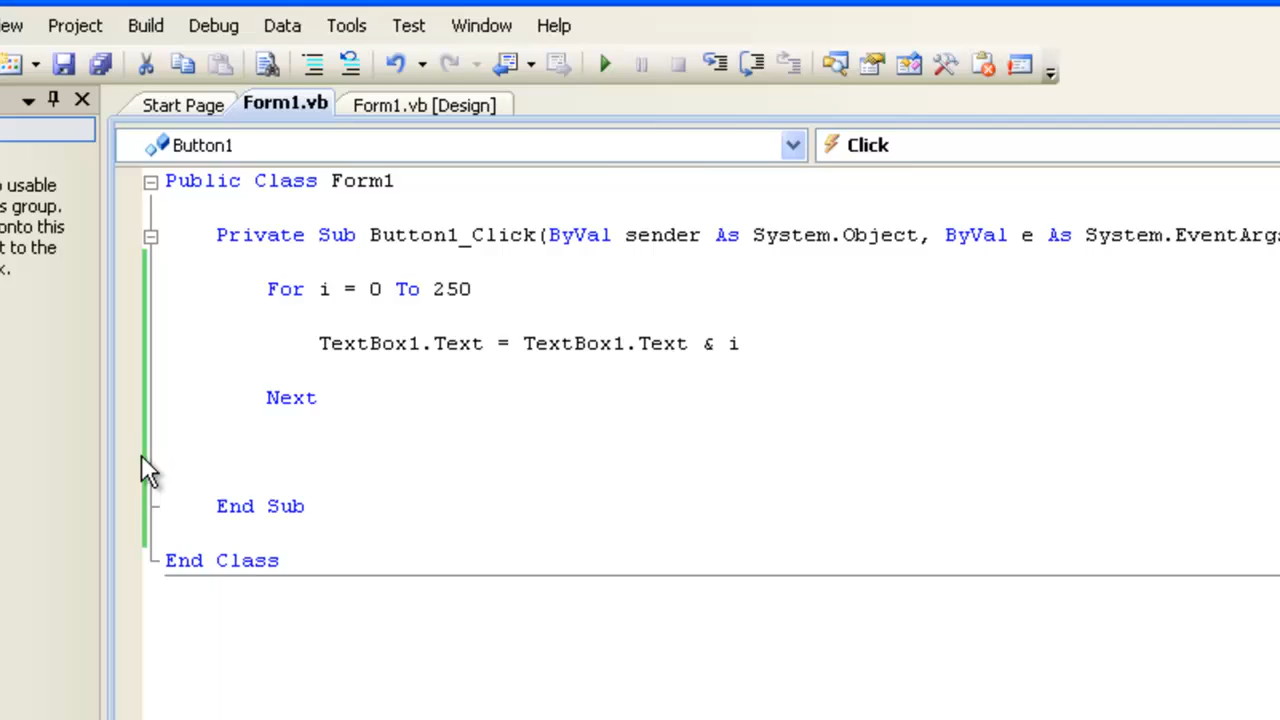 ew Project Build Debug Data Tools Test Window Help
Start Page Form1.vb Form1.vb [Design]
Button1 Click
o usable
s group.
onto this
t to the
x.
Public Class Form1
Private Sub Button1_Click(ByVal sender As System.Object, ByVal e As System.EventArgs
For i = 0 To 250
TextBox1.Text = TextBox1.Text & i
Next
End Sub
End Class